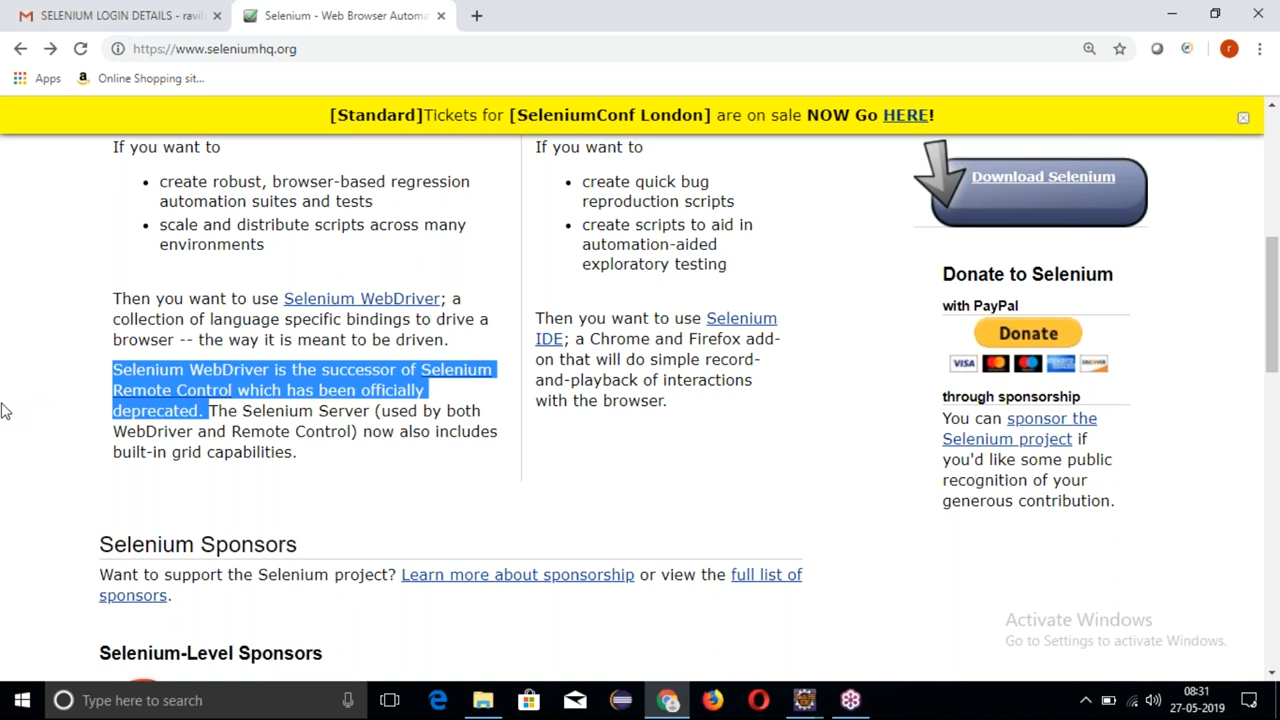 SELENIUM LOGIN DETAILS - ravil
Selenium - Web Browser Automa
https://www.seleniumhq.org
r
Apps
Online Shopping sit...
[Standard]Tickets for [SeleniumConf London] are on sale NOW Go HERE!
If you want to
create robust, browser-based regression
automation suites and tests
scale and distribute scripts across many
environments
Then you want to use Selenium WebDriver; a
collection of language specific bindings to drive a
browser -- the way it is meant to be driven.
Selenium WebDriver is the successor of Selenium
Remote Control which has been officially
deprecated. The Selenium Server (used by both
WebDriver and Remote Control) now also includes
built-in grid capabilities.
If you want to
create quick bug
reproduction scripts
create scripts to aid in
automation-aided
exploratory testing
Then you want to use Selenium
IDE; a Chrome and Firefox add-
on that will do simple record-
and-playback of interactions
with the browser.
Download Selenium
Donate to Selenium
with PayPal
Donate
VISA
DISCOVER
through sponsorship
You can sponsor the
Selenium project if
you'd like some public
recognition of your
generous contribution.
Selenium Sponsors
Want to support the Selenium project? Learn more about sponsorship or view the full list of
sponsors.
Selenium-Level Sponsors
Activate Windows
Go to Settings to activate Windows.
Type here to search
08:31
27-05-2019